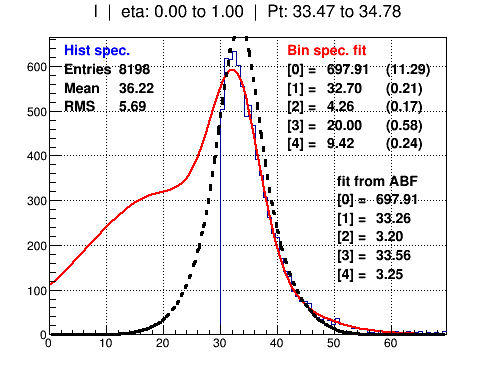 I | eta: 0.00 to 1.00 | Pt: 33.47 to 34.78
Hist spec.
Entries 8198
Mean 36.22
RMS 5.69
Bin spec. fit
[0] = 697.91 (11.29)
[1] = 32.70 (0.21)
[2] = 4.26 (0.17)
[3] = 20.00 (0.58)
[4] = 9.42 (0.24)
fit from ABF
[0] = 697.91
[1] = 33.26
[2] = 3.20
[3] = 33.56
[4] = 3.25
600
500
400
300
200
100
0
0 10 20 30 40 50 60